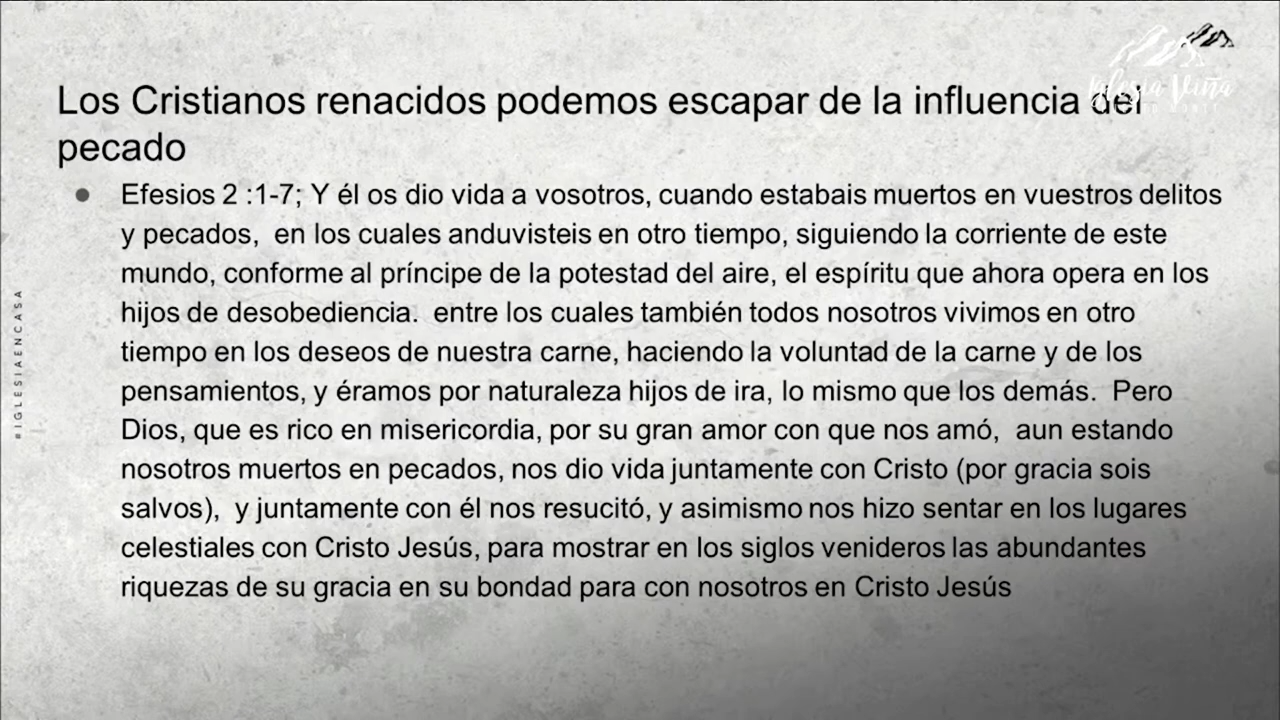 Iglesia Viña
Los Cristianos renacidos podemos escapar de la influencia del
pecado
● Efesios 2 :1-7; Y él os dio vida a vosotros, cuando estabais muertos en vuestros delitos
y pecados, en los cuales anduvisteis en otro tiempo, siguiendo la corriente de este
mundo, conforme al príncipe de la potestad del aire, el espíritu que ahora opera en los
hijos de desobediencia. entre los cuales también todos nosotros vivimos en otro
tiempo en los deseos de nuestra carne, haciendo la voluntad de la carne y de los
pensamientos, y éramos por naturaleza hijos de ira, lo mismo que los demás. Pero
Dios, que es rico en misericordia, por su gran amor con que nos amó, aun estando
nosotros muertos en pecados, nos dio vida juntamente con Cristo (por gracia sois
salvos), y juntamente con él nos resucitó, y asimismo nos hizo sentar en los lugares
celestiales con Cristo Jesús, para mostrar en los siglos venideros las abundantes
riquezas de su gracia en su bondad para con nosotros en Cristo Jesús
#IGLESIAENCASA